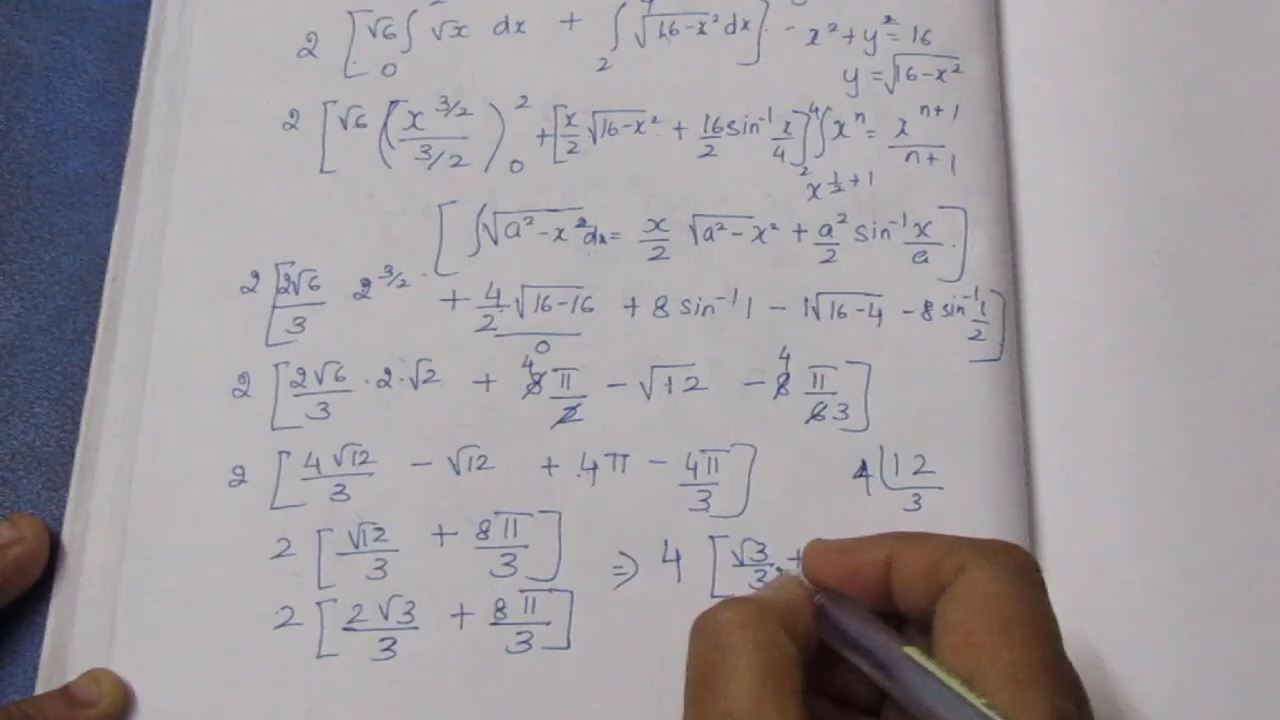 2 [ √6 ∫₀ √x dx + ∫₂ √16-x² dx ] - x² + y² = 16
y = √16-x²
2 [ √6 ( x^3/2 / 3/2 )₀² + [ x/2 √16-x² + 16/2 sin⁻¹ x/4 ]₂⁴ ∫ xⁿ = x^n+1 / n+1
x^½+1
[ ∫ √a²-x² dx = x/2 √a²-x² + a²/2 sin⁻¹ x/a ]
2 [ 2√6/3 2^3/2 + 4/2 √16-16 + 8 sin⁻¹ 1 - 1√16-4 - 8 sin⁻¹ 1/2 ]
0
2 [ 2√6/3 · 2·√2 + 4 8 π/2 - √12 - 4 8 π/6 3 ]
2 [ 4√12/3 - √12 + 4π - 4π/3 ] 4 12
3
2 [ √12/3 + 8π/3 ] ⇒ 4 [ √3/3 +
2 [ 2√3/3 + 8π/3 ]